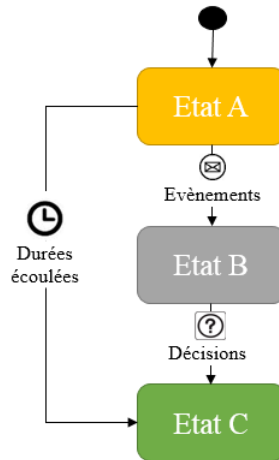 Etat A
Evènements
Durées
écoulées
Etat B
?
Décisions
Etat C